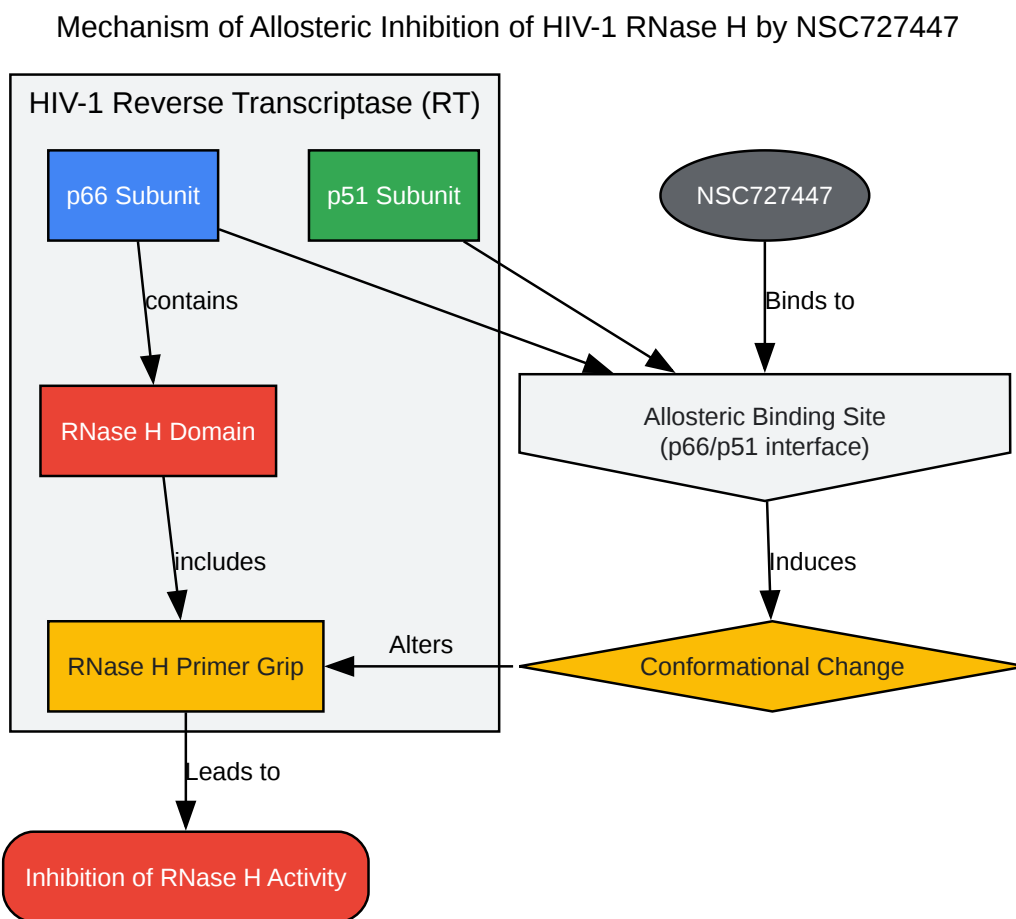 Mechanism of Allosteric Inhibition of HIV-1 RNase H by NSC727447
HIV-1 Reverse Transcriptase (RT)
p66 Subunit
p51 Subunit
NSC727447
contains
Binds to
RNase H Domain
Allosteric Binding Site
(p66/p51 interface)
includes
Induces
RNase H Primer Grip
Alters
Conformational Change
Leads to
Inhibition of RNase H Activity